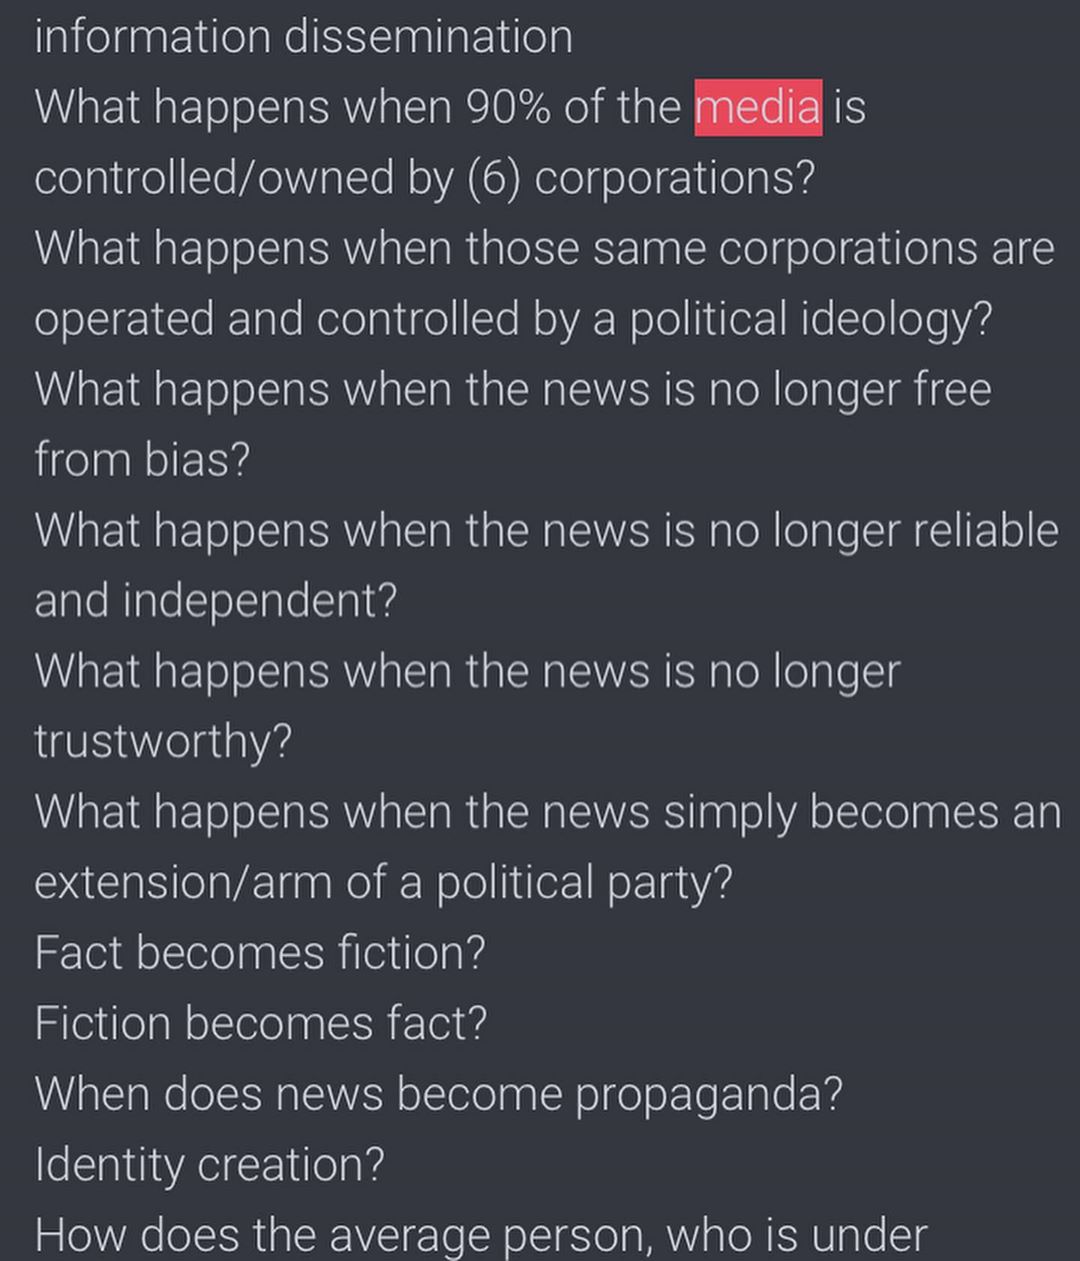 information dissemination
What happens when 90% of the media is
controlled/owned by (6) corporations?
What happens when those same corporations are
operated and controlled by a political ideology?
What happens when the news is no longer free
from bias?
What happens when the news is no longer reliable
and independent?
What happens when the news is no longer
trustworthy?
What happens when the news simply becomes an
extension/arm of a political party?
Fact becomes fiction?
Fiction becomes fact?
When does news become propaganda?
Identity creation?
How does the average person, who is under